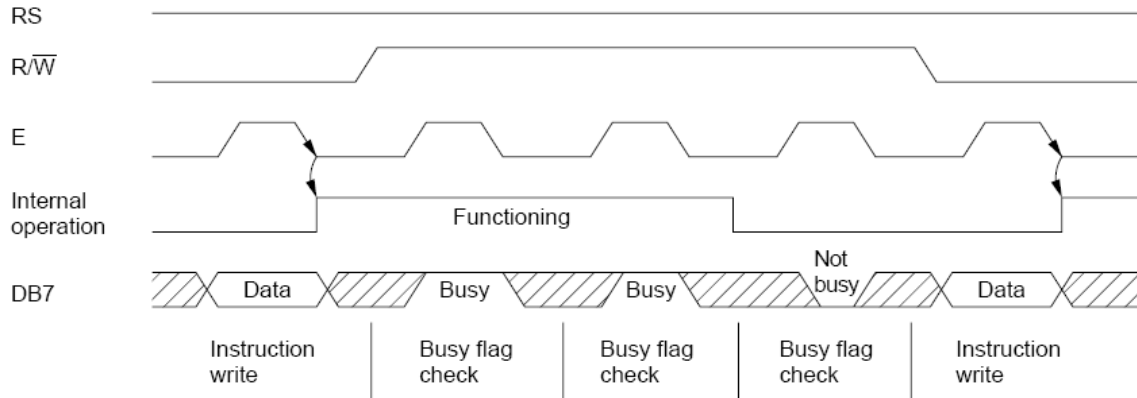 RS
R/W̅
E
Internal
operation
Functioning
DB7
Data
Busy
Busy
Not
busy
Data
Instruction
write
Busy flag
check
Busy flag
check
Busy flag
check
Instruction
write